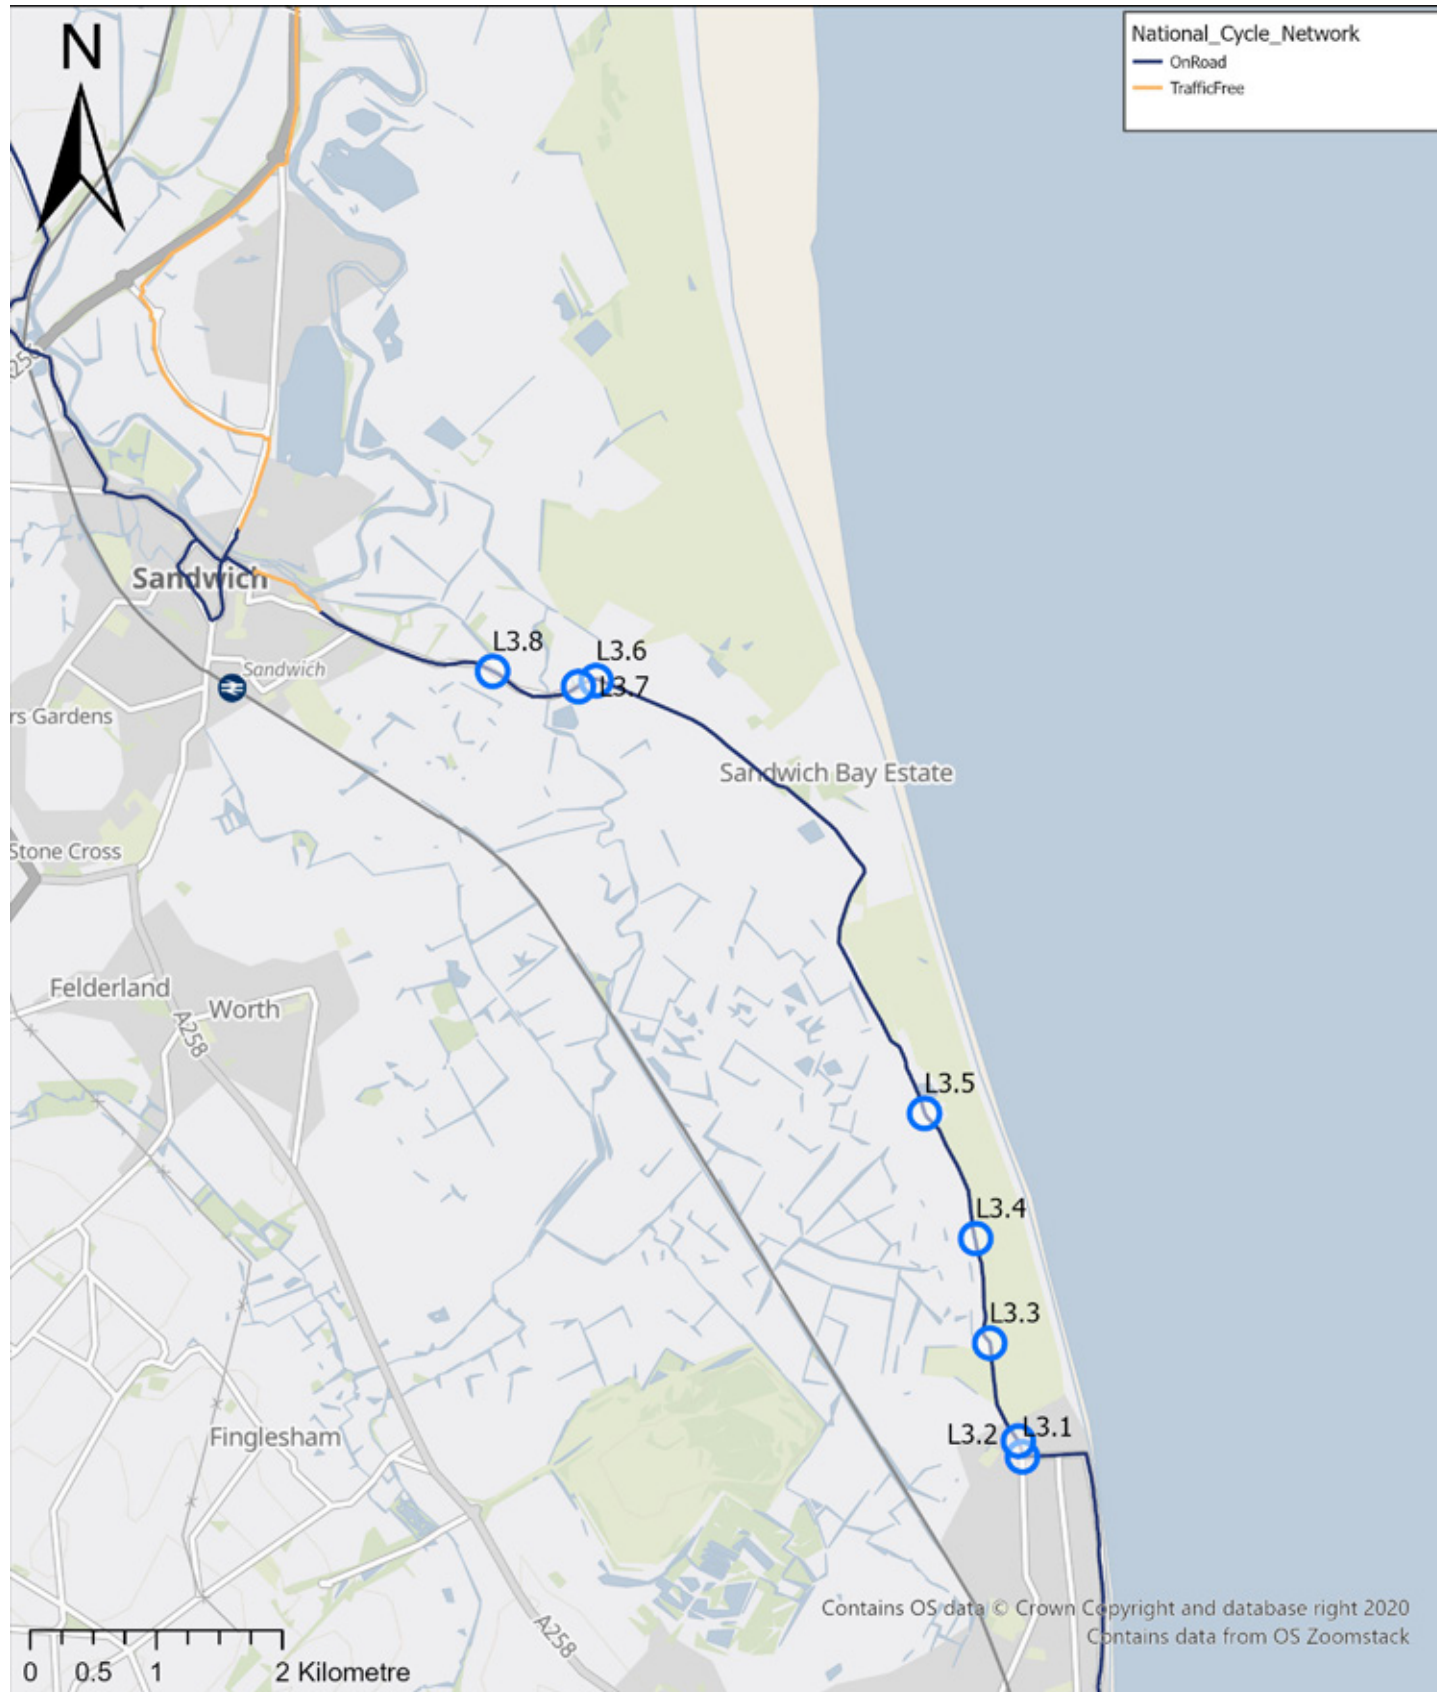 N
National_Cycle_Network
OnRoad
TrafficFree
Sandwich
L3.8
L3.6
L3.7
Sandwich
rs Gardens
Sandwich Bay Estate
Stone Cross
Felderland
Worth
A258
L3.5
L3.4
L3.3
L3.2
L3.1
Finglesham
A258
Contains OS data © Crown Copyright and database right 2020
Contains data from OS Zoomstack
0 0.5 1 2 Kilometre